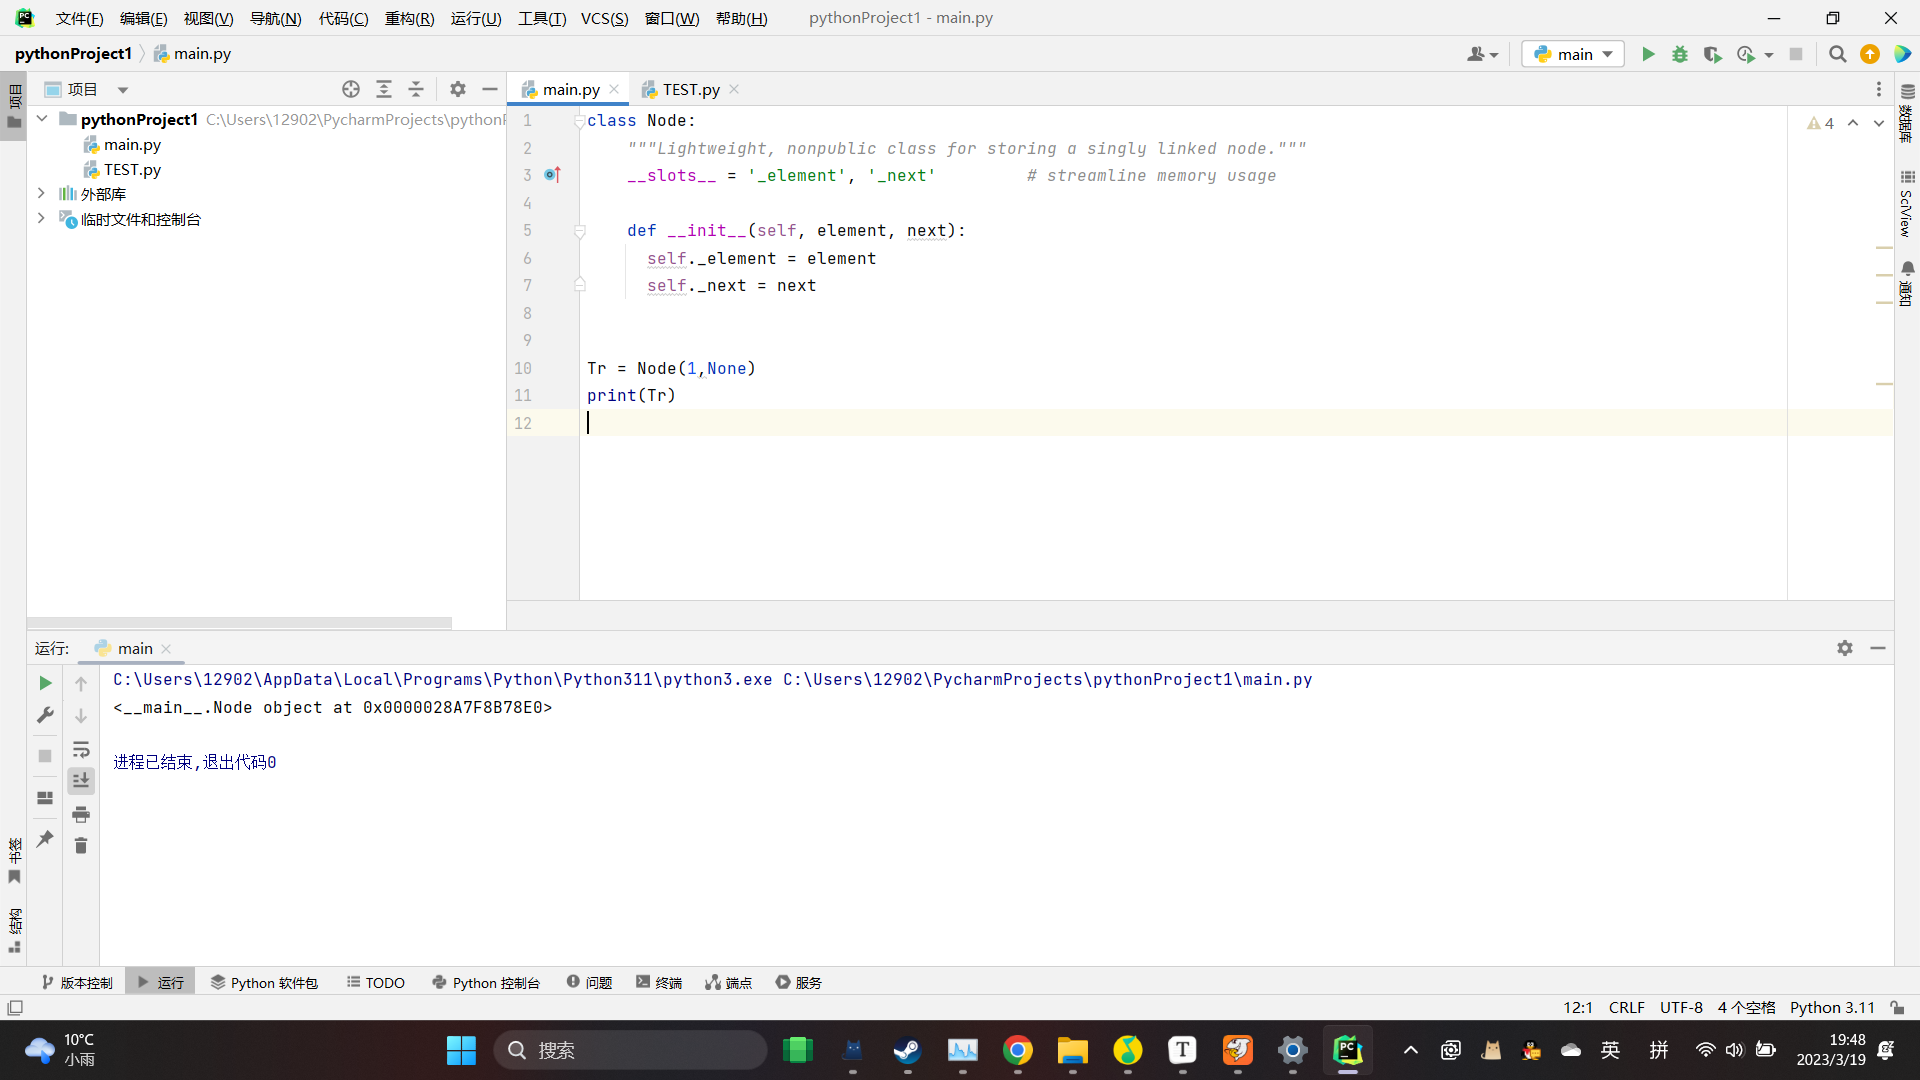 文件(F) 编辑(E) 视图(V) 导航(N) 代码(C) 重构(R) 运行(U) 工具(T) VCS(S) 窗口(W) 帮助(H) pythonProject1 - main.py
pythonProject1 main.py
main
项目
项目
main.py TEST.py
pythonProject1 C:\Users\12902\PycharmProjects\python
main.py
TEST.py
外部库
临时文件和控制台
1 class Node:
2 """Lightweight, nonpublic class for storing a singly linked node."""
3 __slots__ = '_element', '_next' # streamline memory usage
4
5 def __init__(self, element, next):
6 self._element = element
7 self._next = next
8
9
10 Tr = Node(1,None)
11 print(Tr)
12
4
数据库
SciView
通知
运行: main
C:\Users\12902\AppData\Local\Programs\Python\Python311\python3.exe C:\Users\12902\PycharmProjects\pythonProject1\main.py
<__main__.Node object at 0x0000028A7F8B78E0>
进程已结束,退出代码0
书签
结构
版本控制 运行 Python 软件包 TODO Python 控制台 问题 终端 端点 服务
12:1 CRLF UTF-8 4 个空格 Python 3.11
10°C
小雨
搜索
英 拼
19:48
2023/3/19